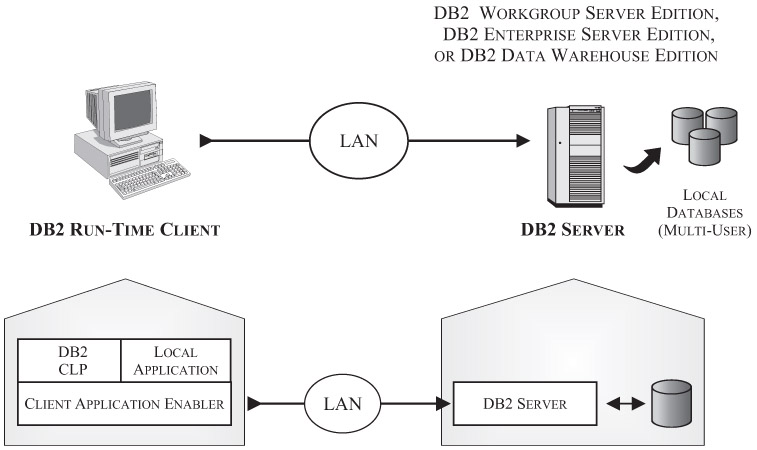 DB2 WORKGROUP SERVER EDITION,
DB2 ENTERPRISE SERVER EDITION,
OR DB2 DATA WAREHOUSE EDITION
LAN
DB2 RUN-TIME CLIENT
DB2 SERVER
LOCAL
DATABASES
(MULTI-USER)
DB2
CLP
LOCAL
APPLICATION
CLIENT APPLICATION ENABLER
LAN
DB2 SERVER